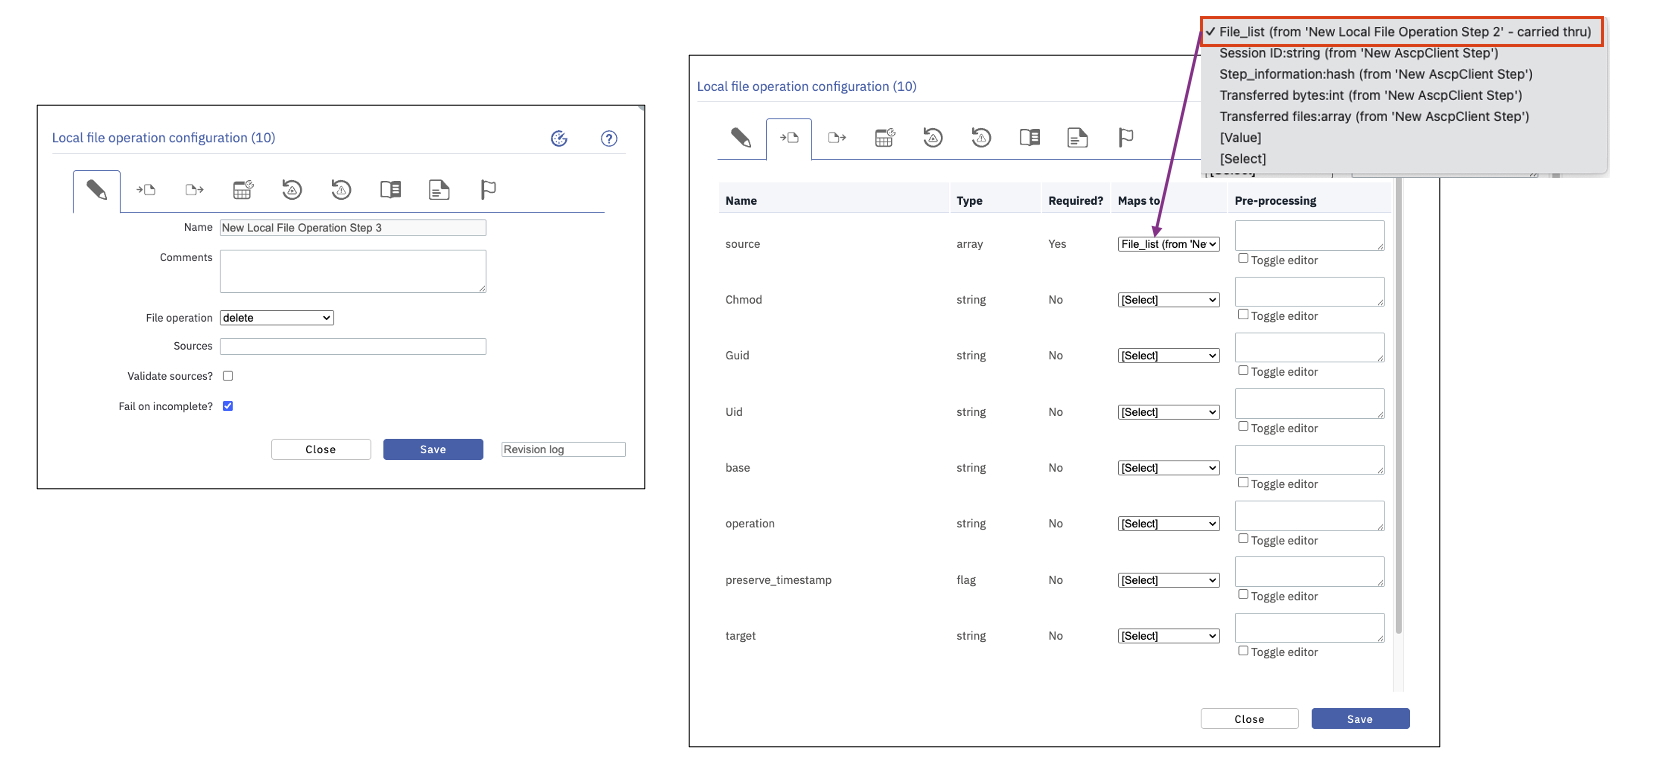 Local file operation configuration (10)
Name New Local File Operation Step 3
Comments
File operation delete
Sources
Validate sources?
Fail on incomplete?
Close Save Revision log
File_list (from 'New Local File Operation Step 2' - carried thru)
Session ID:string (from 'New AscpClient Step')
Step_information:hash (from 'New AscpClient Step')
Transferred bytes:int (from 'New AscpClient Step')
Transferred files:array (from 'New AscpClient Step')
[Value]
[Select]
[Select]
Local file operation configuration (10)
Name Type Required? Maps to Pre-processing
source array Yes File_list (from 'Ne
Toggle editor
Chmod string No [Select]
Toggle editor
Guid string No [Select]
Toggle editor
Uid string No [Select]
Toggle editor
base string No [Select]
Toggle editor
operation string No [Select]
Toggle editor
preserve_timestamp flag No [Select]
Toggle editor
target string No [Select]
Toggle editor
Close Save